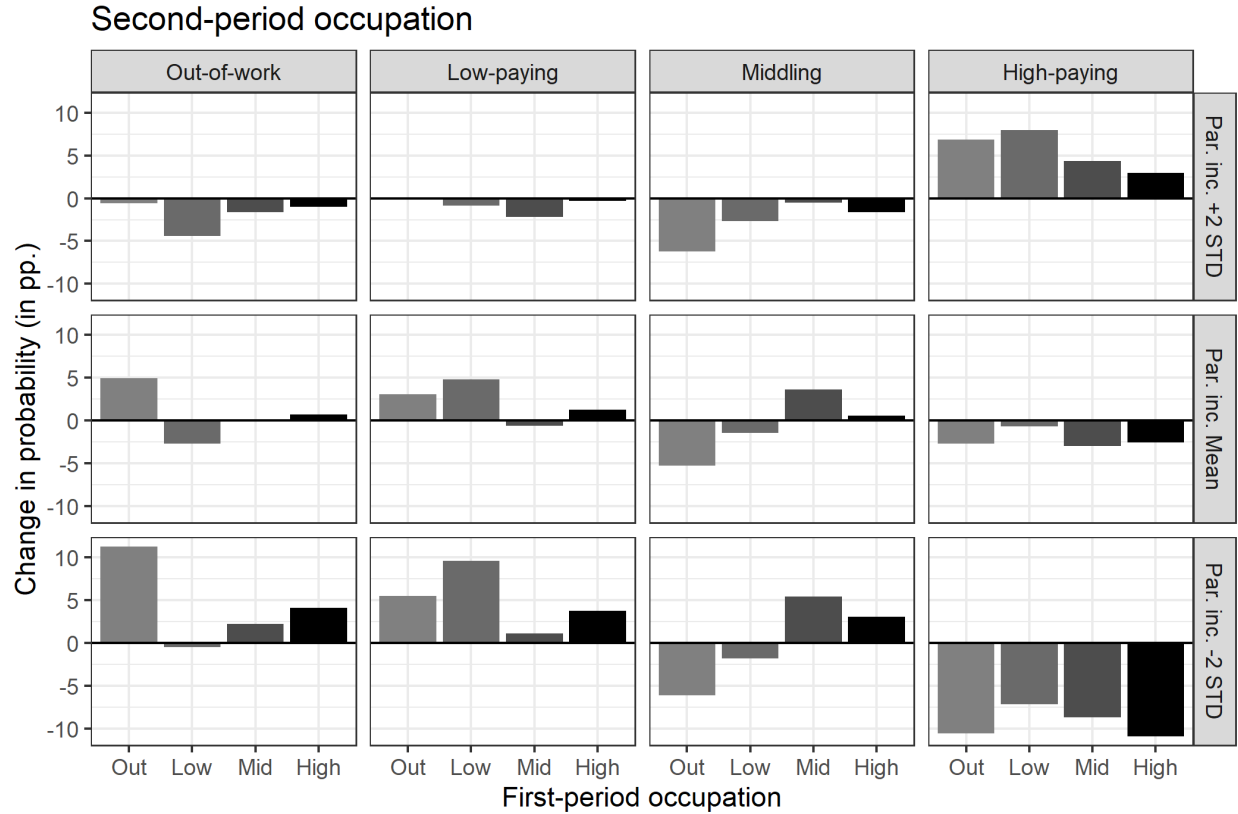 Second-period occupation
Out-of-work Low-paying Middling High-paying
10
5
0
-5
-10
Par. inc. +2 STD
10
5
0
-5
-10
Par. inc. Mean
10
5
0
-5
-10
Par. inc. -2 STD
Change in probability (in pp.)
Out Low Mid High Out Low Mid High Out Low Mid High Out Low Mid High
First-period occupation